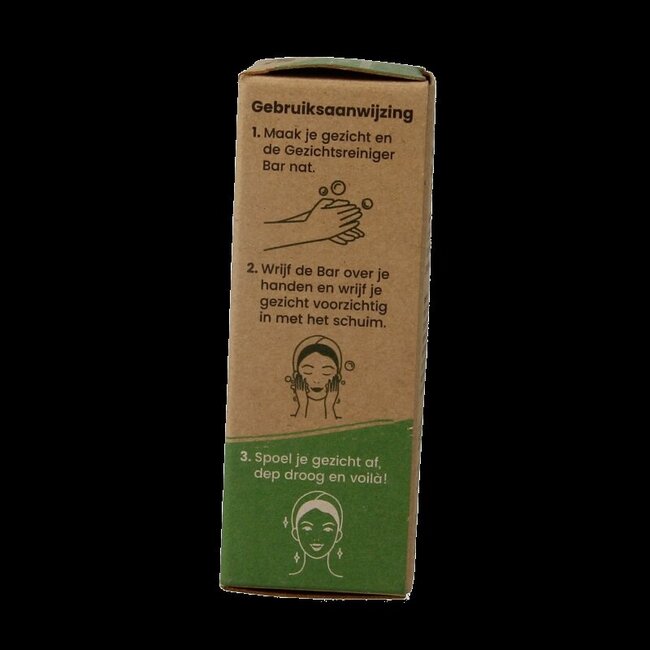 Gebruiksaanwijzing
1. Maak je gezicht en
de Gezichtsreiniger
Bar nat.
2. Wrijf de Bar over je
handen en wrijf je
gezicht voorzichtig
in met het schuim.
3. Spoel je gezicht af,
dep droog en voilà!